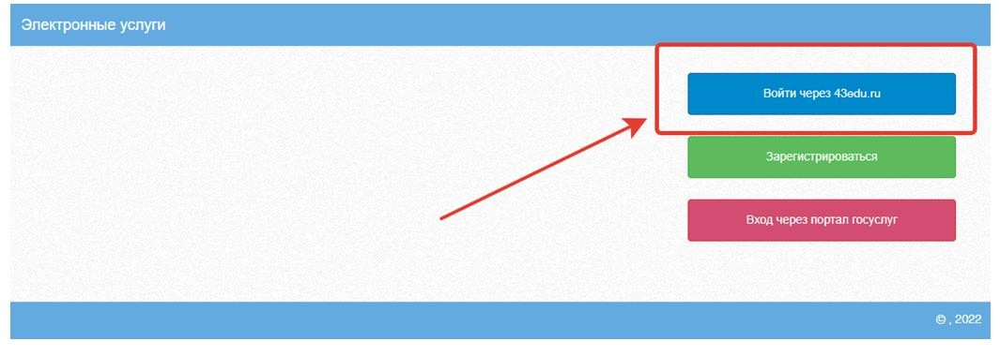 Электронные услуги
Войти через 43edu.ru
Зарегистрироваться
Вход через портал госуслуг
© , 2022